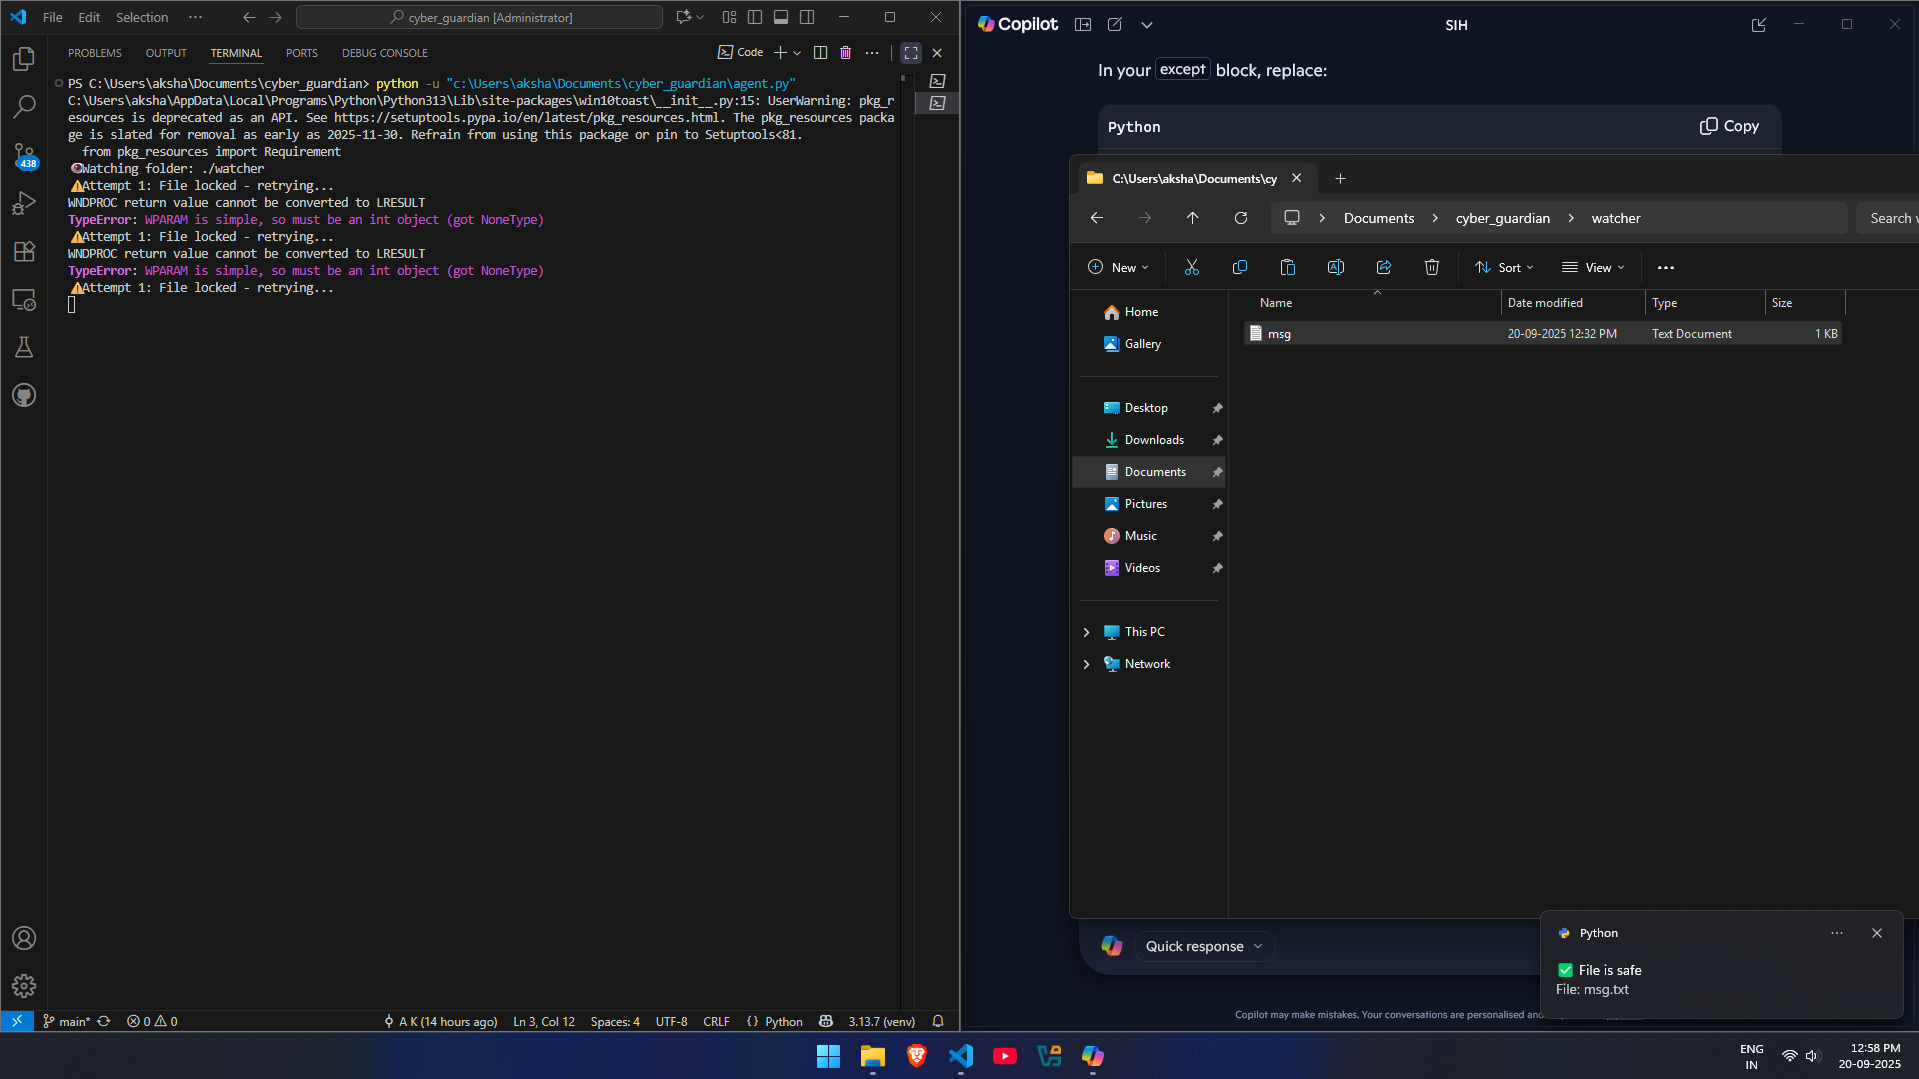 File Edit Selection ··· cyber_guardian [Administrator]
PROBLEMS OUTPUT TERMINAL PORTS DEBUG CONSOLE Code
PS C:\Users\aksha\Documents\cyber_guardian> python -u "c:\Users\aksha\Documents\cyber_guardian\agent.py"
C:\Users\aksha\AppData\Local\Programs\Python\Python313\Lib\site-packages\win10toast\__init__.py:15: UserWarning: pkg_r
esources is deprecated as an API. See https://setuptools.pypa.io/en/latest/pkg_resources.html. The pkg_resources packa
ge is slated for removal as early as 2025-11-30. Refrain from using this package or pin to Setuptools<81.
from pkg_resources import Requirement
👁Watching folder: ./watcher
⚠Attempt 1: File locked - retrying...
WNDPROC return value cannot be converted to LRESULT
TypeError: WPARAM is simple, so must be an int object (got NoneType)
⚠Attempt 1: File locked - retrying...
WNDPROC return value cannot be converted to LRESULT
TypeError: WPARAM is simple, so must be an int object (got NoneType)
⚠Attempt 1: File locked - retrying...
438
main* 0 0 A K (14 hours ago) Ln 3, Col 12 Spaces: 4 UTF-8 CRLF {} Python 3.13.7 (venv)
Copilot SIH
In your except block, replace:
Python Copy
C:\Users\aksha\Documents\cy
Documents > cyber_guardian > watcher
Search
New Sort View ···
Name Date modified Type Size
msg 20-09-2025 12:32 PM Text Document 1 KB
Home
Gallery
Desktop
Downloads
Documents
Pictures
Music
Videos
This PC
Network
Quick response
Python
✅ File is safe
File: msg.txt
Copilot may make mistakes. Your conversations are personalised and
ENG
IN
12:58 PM
20-09-2025